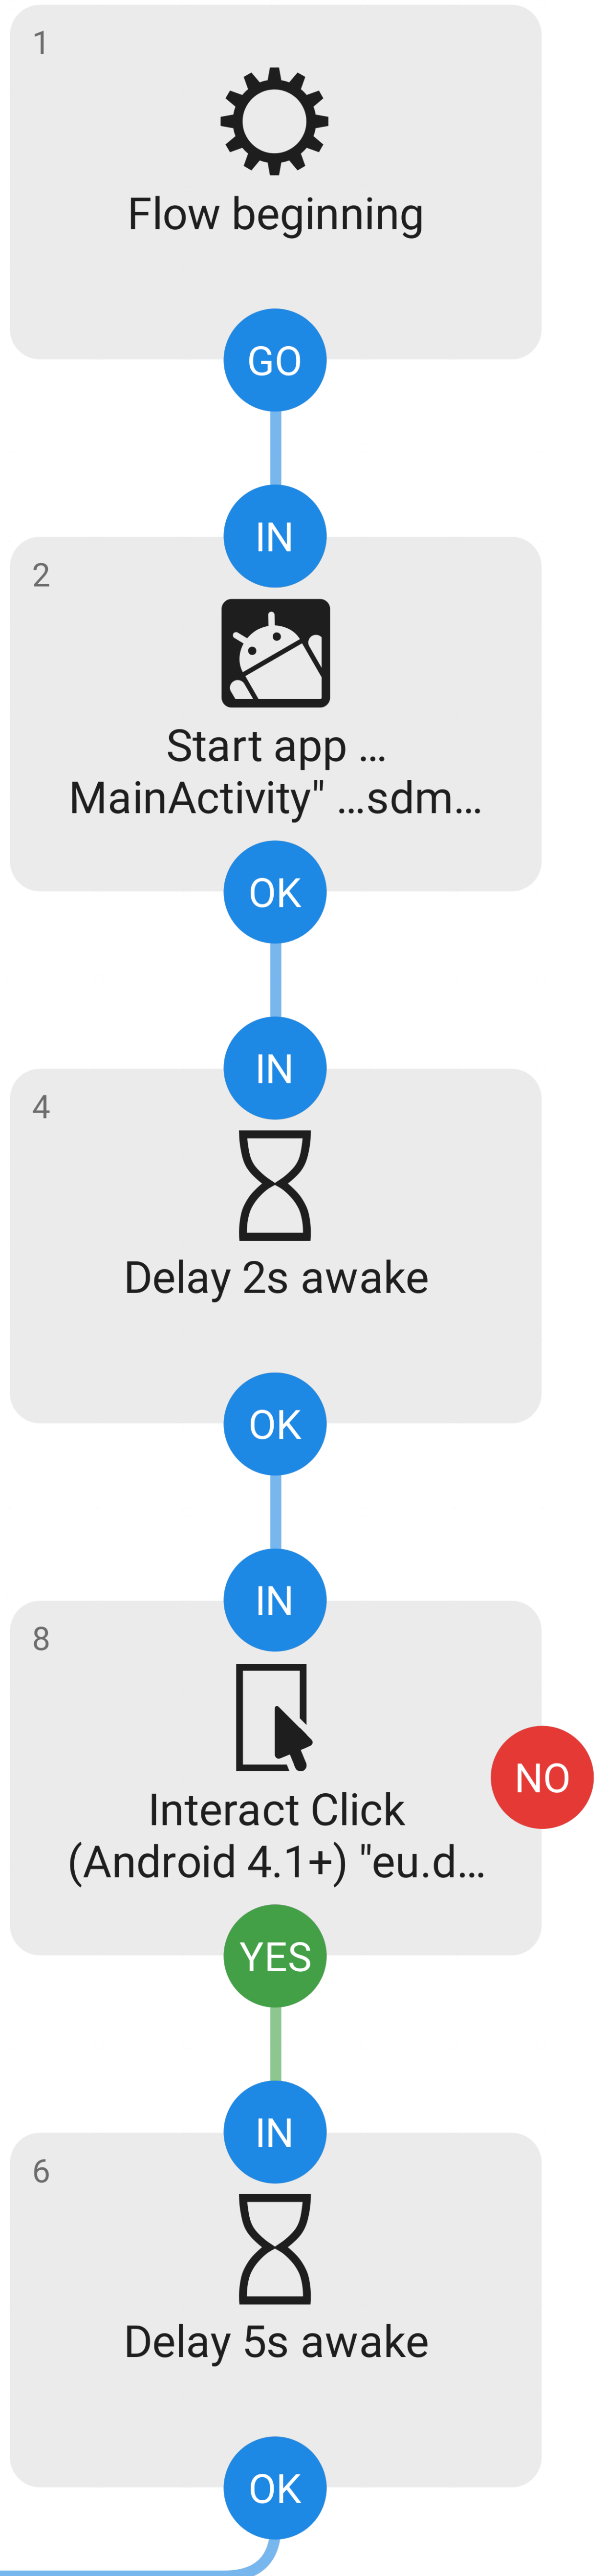 1
Flow beginning
GO
IN
2
Start app ...
MainActivity" ...sdm...
OK
IN
4
Delay 2s awake
OK
IN
8
NO
Interact Click
(Android 4.1+) "eu.d...
YES
IN
6
Delay 5s awake
OK